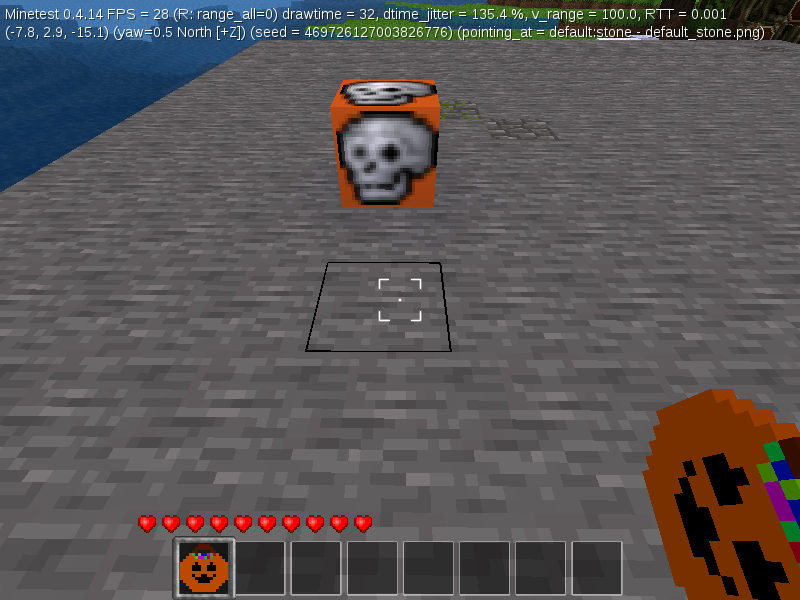 Minetest 0.4.14 FPS = 28 (R: range_all=0) drawtime = 32, dtime_jitter = 135.4 %, v_range = 100.0, RTT = 0.001
(-7.8, 2.9, -15.1) (yaw=0.5 North [+Z]) (seed = 469726127003826776) (pointing_at = default:stone - default_stone.png)